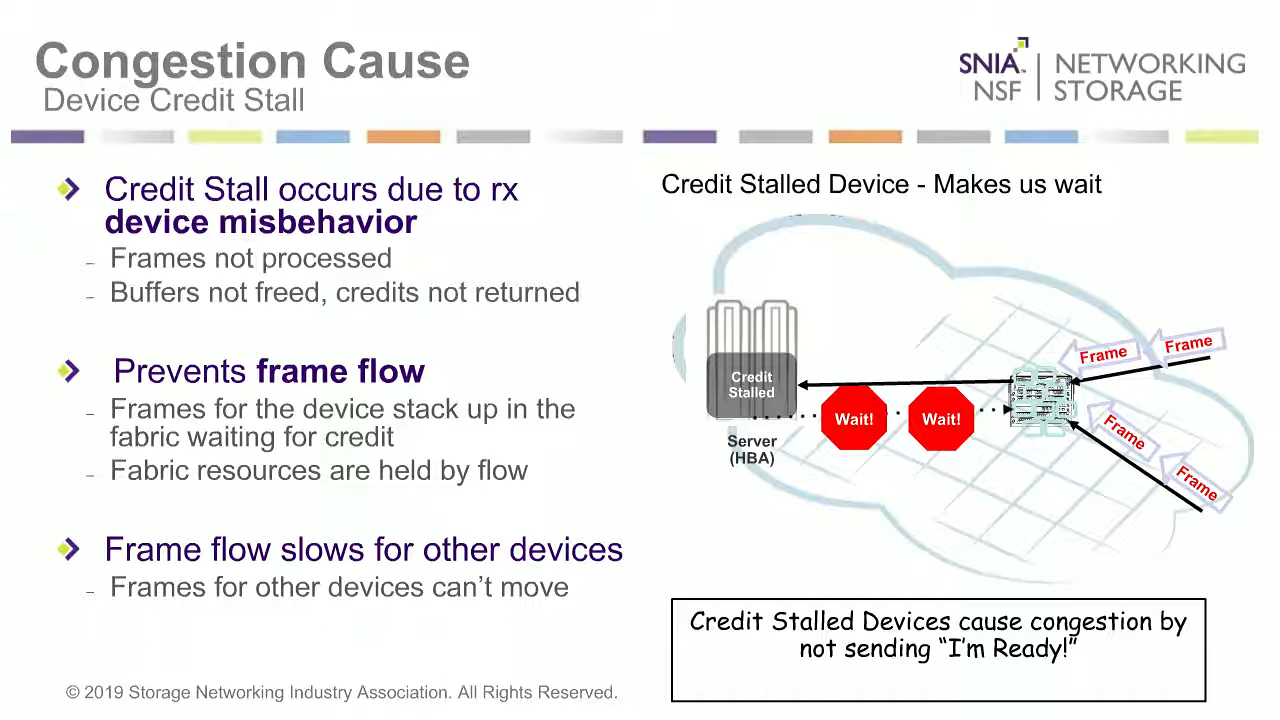 Congestion Cause
Device Credit Stall
SNIA™ NSF | NETWORKING STORAGE
Credit Stall occurs due to rx
device misbehavior
– Frames not processed
– Buffers not freed, credits not returned
Prevents frame flow
– Frames for the device stack up in the
fabric waiting for credit
– Fabric resources are held by flow
Frame flow slows for other devices
– Frames for other devices can’t move
Credit Stalled Device - Makes us wait
Credit
Stalled
Server
(HBA)
Wait!
Wait!
Frame
Frame
Frame
Frame
Credit Stalled Devices cause congestion by
not sending “I’m Ready!”
© 2019 Storage Networking Industry Association. All Rights Reserved.